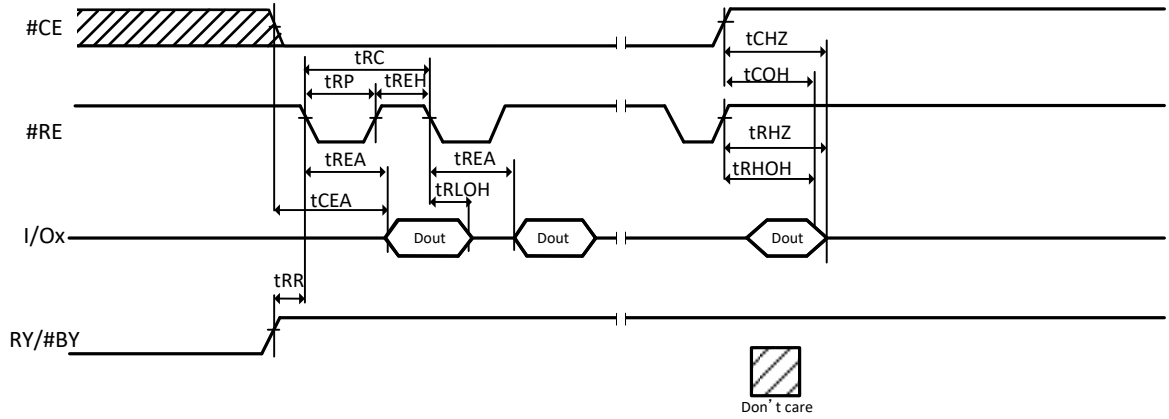 #CE
tCHZ
tRC
tCOH
tRP
tREH
#RE
tRHZ
tREA
tREA
tRHOH
tRLOH
tCEA
I/Ox
Dout
Dout
Dout
tRR
RY/#BY
Don't care